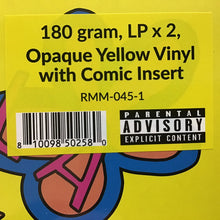 180 gram, LP x 2,
Opaque Yellow Vinyl
with Comic Insert
RMM-045-1
8 10098 50258 0
PARENTAL
ADVISORY
EXPLICIT CONTENT